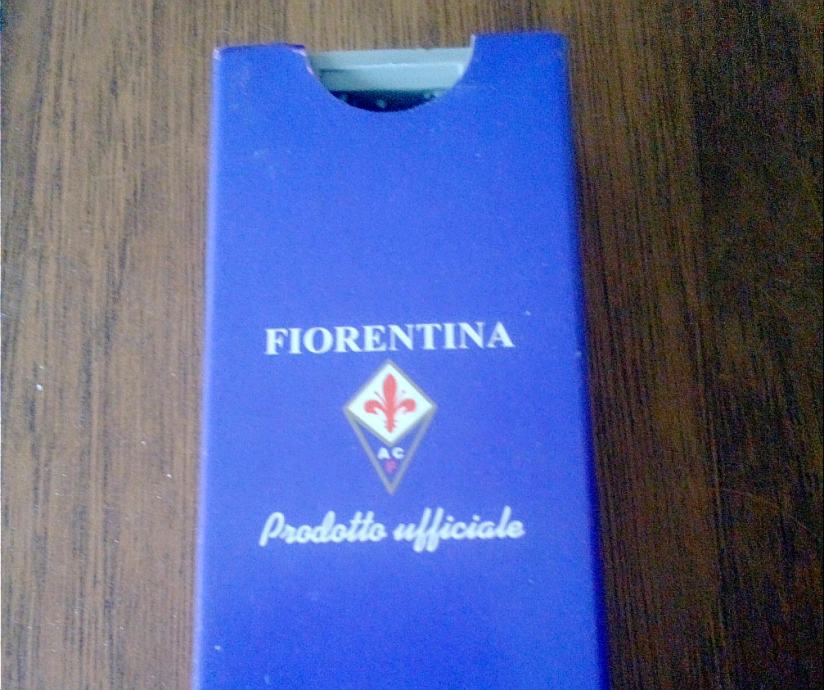 FIORENTINA
AC
F
Prodotto ufficiale